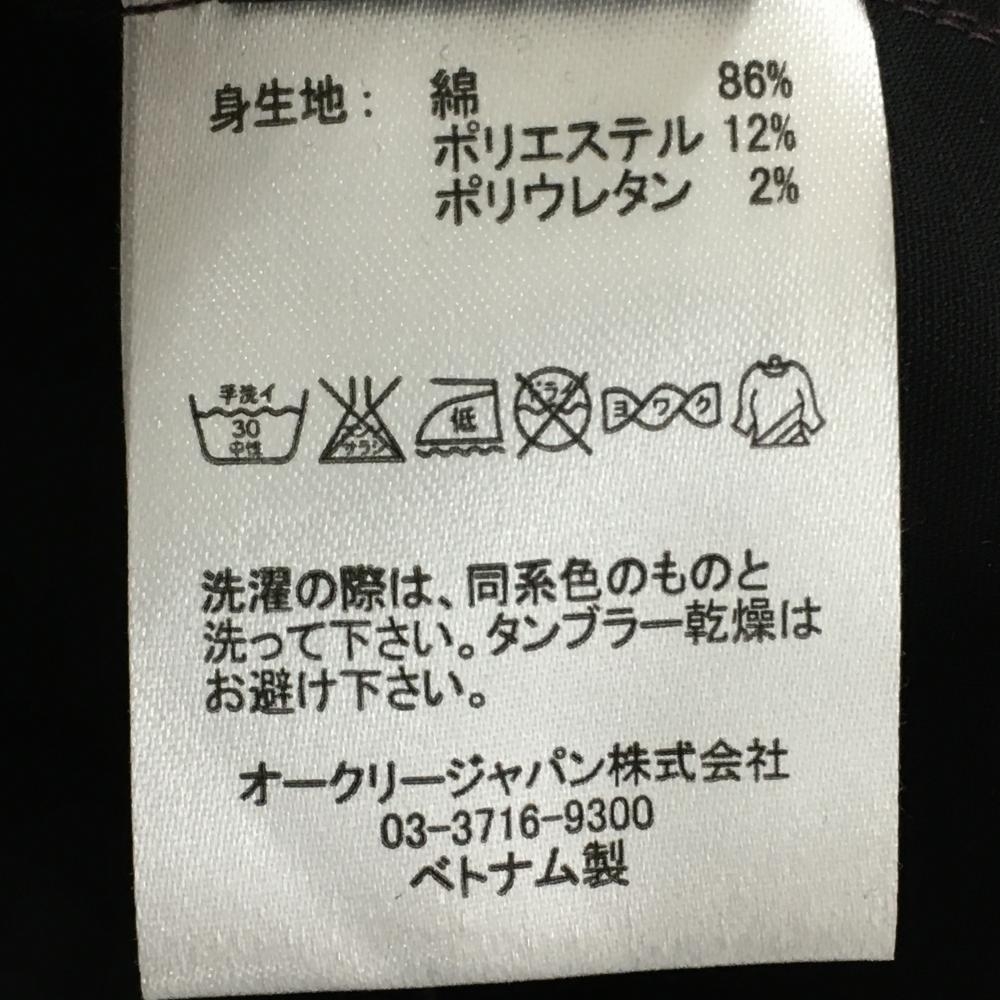 身生地： 綿 86%
ポリエステル 12%
ポリウレタン 2%
手洗イ 30 中性 エンソ サラシ 低 ドライ ヨワク
洗濯の際は、同系色のものと
洗って下さい。タンブラー乾燥は
お避け下さい。
オークリージャパン株式会社
03-3716-9300
ベトナム製